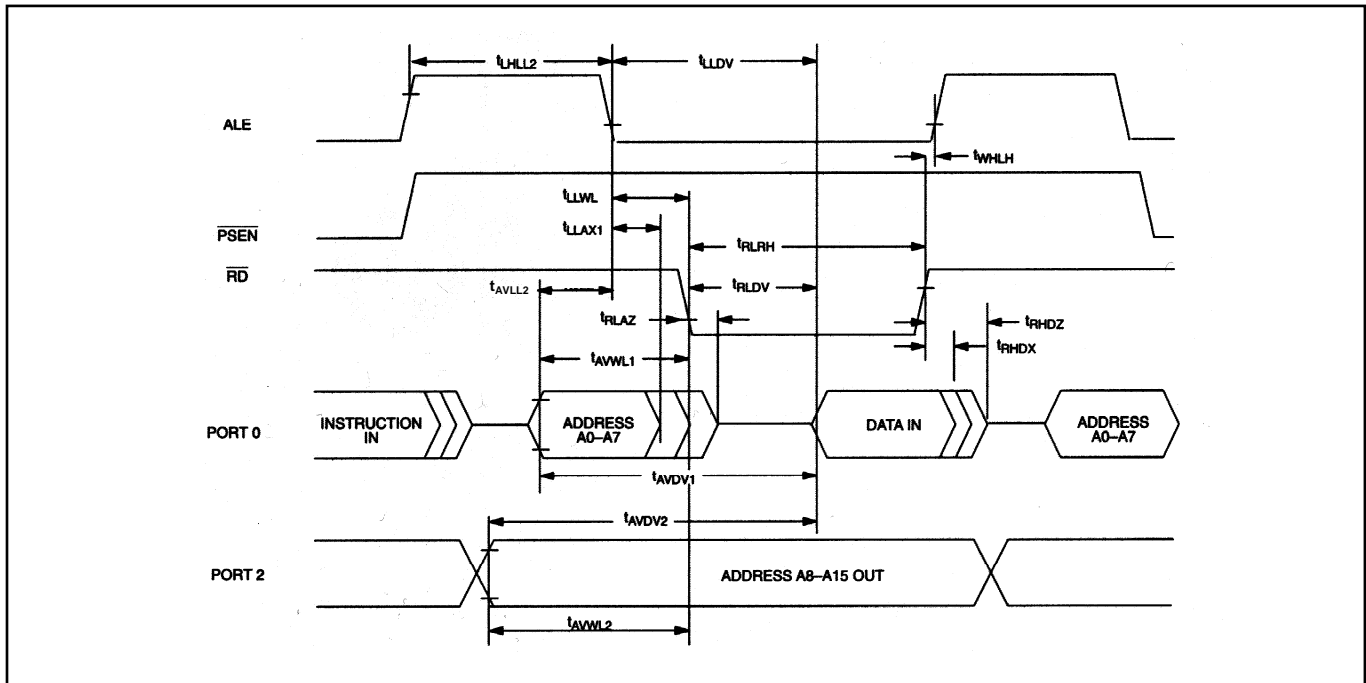 tLHLL2
tLLDV
ALE
tWHLH
tLLWL
PSEN
tLLAX1
tRLRH
RD
tAVLL2
tRLDV
tRLAZ
tRHDZ
tRHDX
tAVWL1
PORT 0
INSTRUCTION
IN
ADDRESS
A0–A7
DATA IN
ADDRESS
A0–A7
tAVDV1
tAVDV2
PORT 2
ADDRESS A8–A15 OUT
tAVWL2